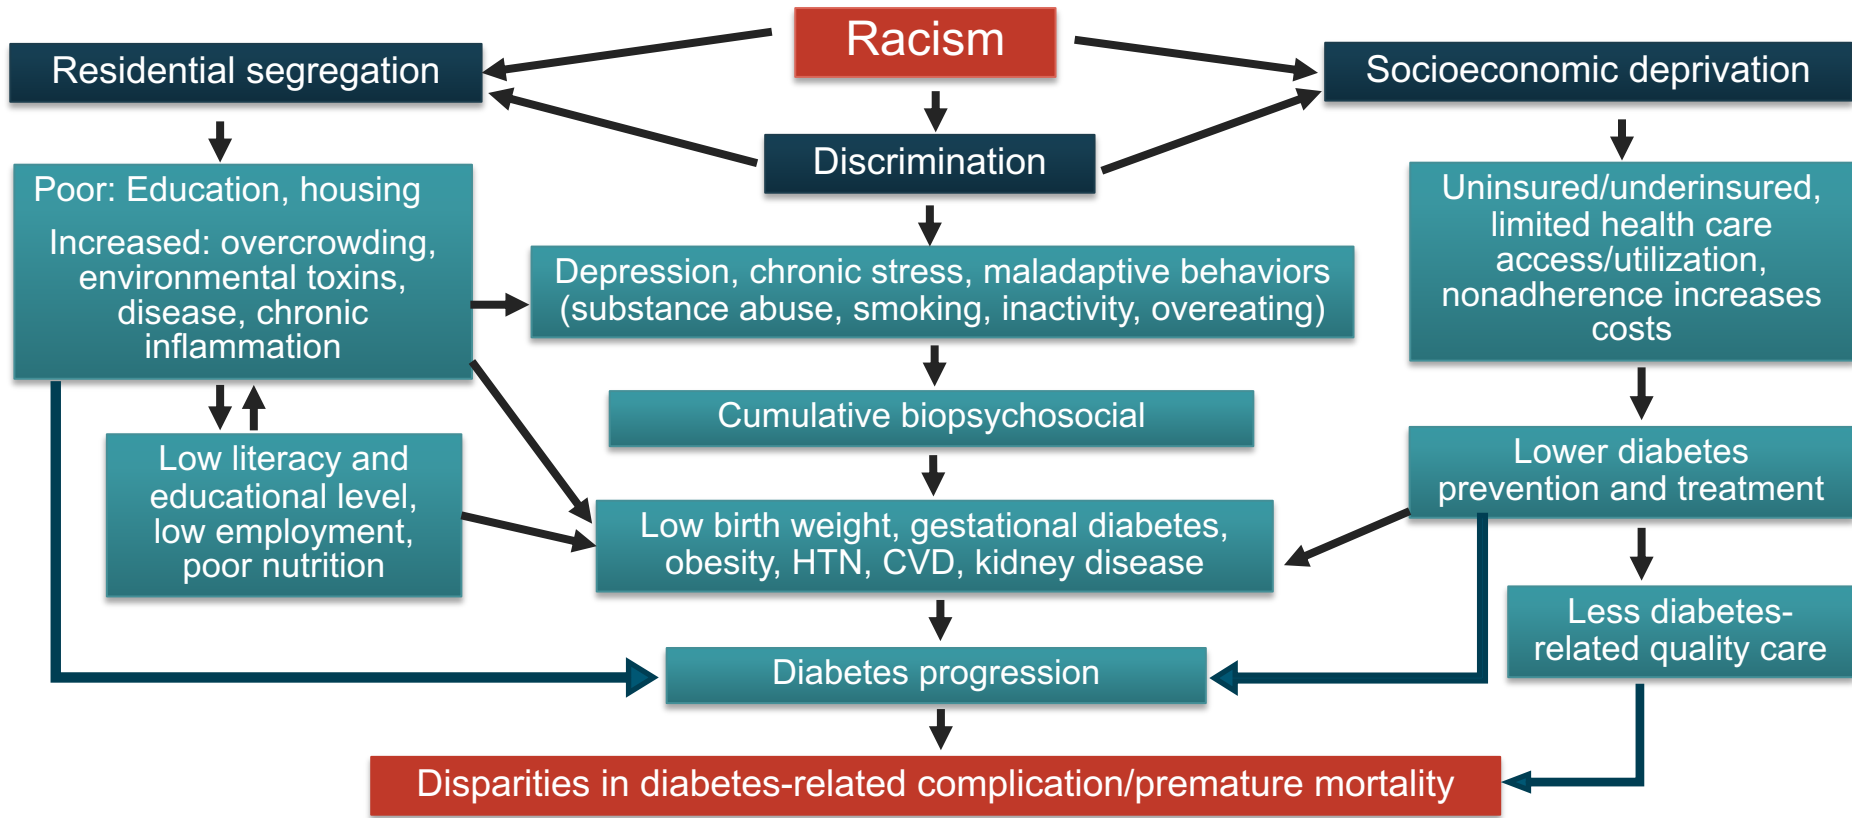 Racism
Residential segregation
Socioeconomic deprivation
Discrimination
Poor: Education, housing
Increased: overcrowding,
environmental toxins,
disease, chronic
inflammation
Depression, chronic stress, maladaptive behaviors
(substance abuse, smoking, inactivity, overeating)
Uninsured/underinsured,
limited health care
access/utilization,
nonadherence increases
costs
Cumulative biopsychosocial
Low literacy and
educational level,
low employment,
poor nutrition
Low birth weight, gestational diabetes,
obesity, HTN, CVD, kidney disease
Lower diabetes
prevention and treatment
Less diabetes-
related quality care
Diabetes progression
Disparities in diabetes-related complication/premature mortality